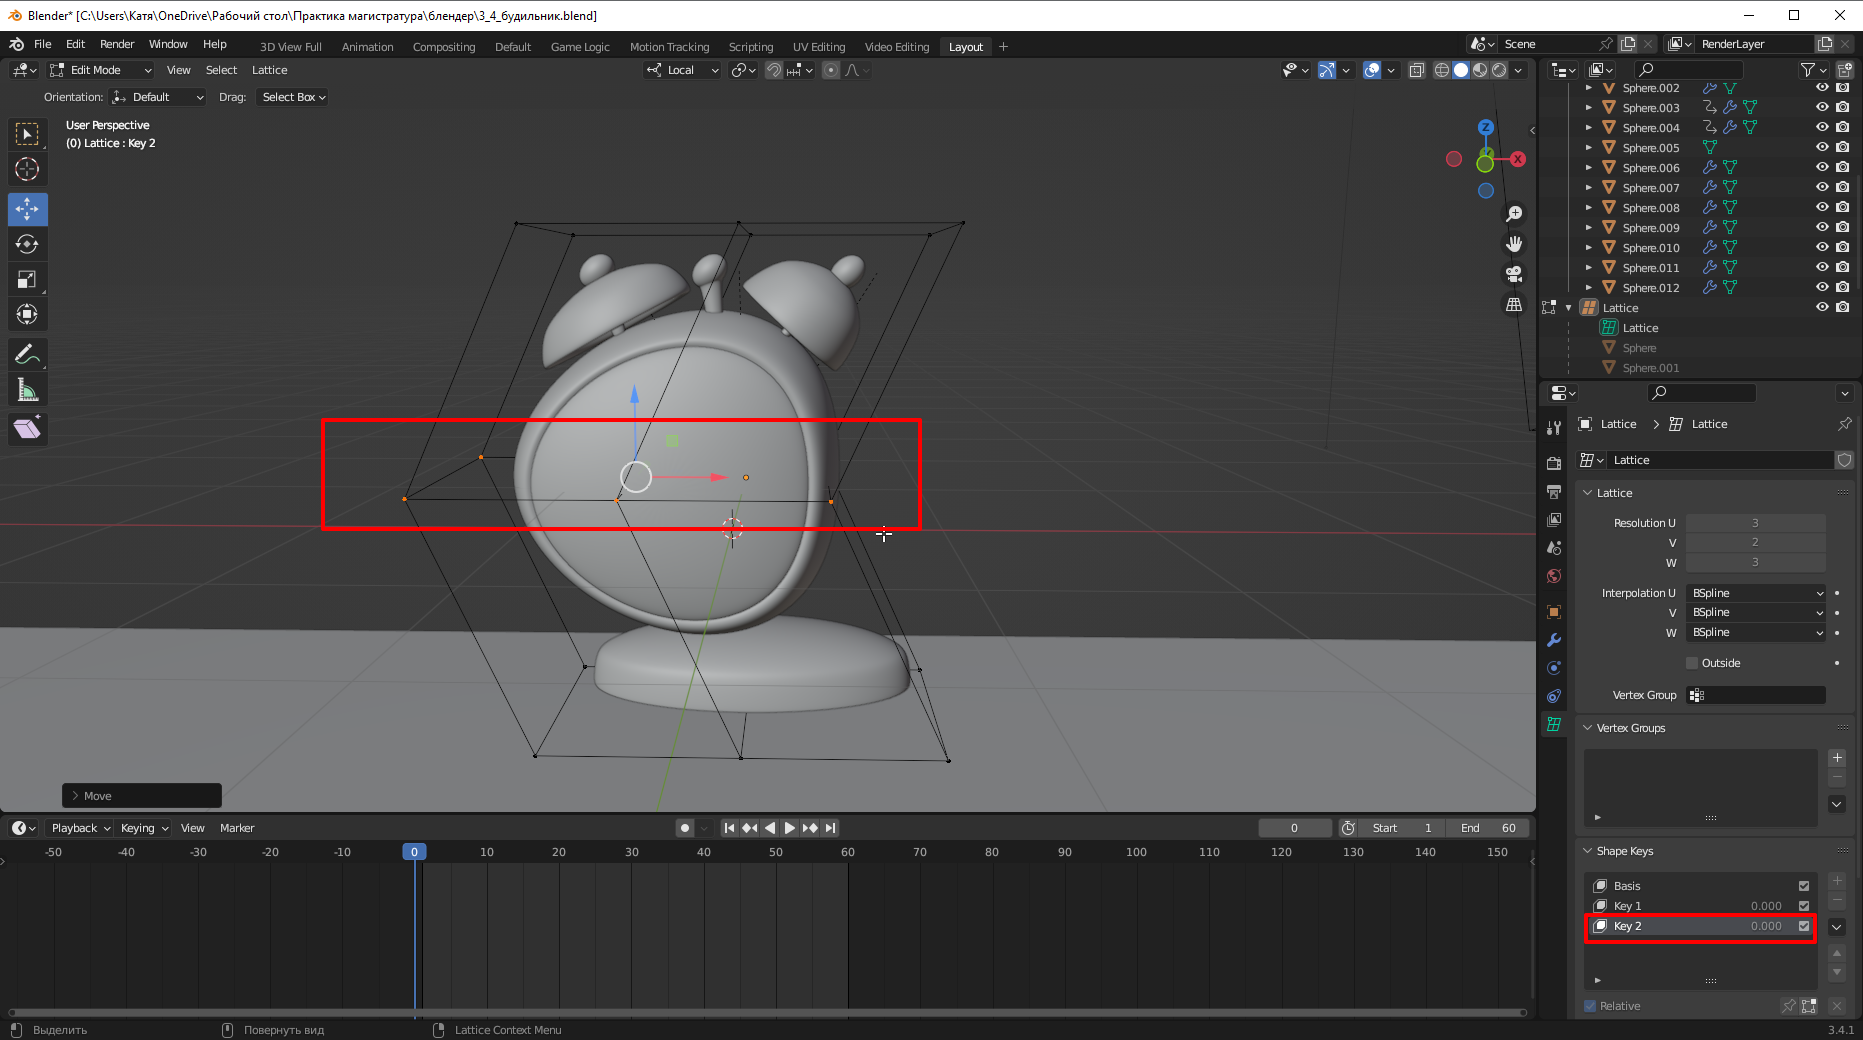 Blender* [C:\Users\Катя\OneDrive\Рабочий стол\Практика магистратура\блендер\3_4_будильник.blend]
File Edit Render Window Help 3D View Full Animation Compositing Default Game Logic Motion Tracking Scripting UV Editing Video Editing Layout + Scene RenderLayer
Edit Mode View Select Lattice Local
Orientation: Default Drag: Select Box
User Perspective
(0) Lattice : Key 2
Z
X
Sphere.002
Sphere.003
Sphere.004
Sphere.005
Sphere.006
Sphere.007
Sphere.008
Sphere.009
Sphere.010
Sphere.011
Sphere.012
Lattice
Lattice
Sphere
Sphere.001
Lattice > Lattice
Lattice
Lattice
Resolution U 3
V 2
W 3
Interpolation U BSpline
V BSpline
W BSpline
Outside
Vertex Group
Vertex Groups
Shape Keys
Basis
Key 1 0.000
Key 2 0.000
Relative
> Move
Playback Keying View Marker 0 Start 1 End 60
-50 -40 -30 -20 -10 0 10 20 30 40 50 60 70 80 90 100 110 120 130 140 150
Выделить Повернуть вид Lattice Context Menu 3.4.1